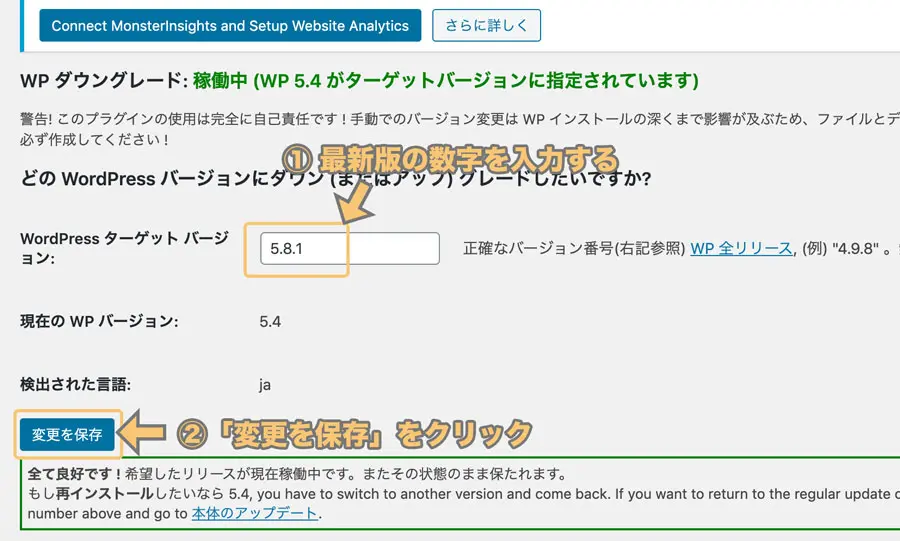 Connect MonsterInsights and Setup Website Analytics
さらに詳しく
WP ダウングレード: 稼働中 (WP 5.4 がターゲットバージョンに指定されています)
警告! このプラグインの使用は完全に自己責任です ! 手動でのバージョン変更は WP インストールの深くまで影響が及ぶため、ファイルとデ
必ず作成してください !
① 最新版の数字を入力する
どの WordPress バージョンにダウン (またはアップ) グレードしたいですか?
WordPress ターゲット バージ
ョン:
5.8.1
正確なバージョン番号(右記参照) WP 全リリース, (例) "4.9.8" 。
現在の WP バージョン:
5.4
検出された言語:
ja
変更を保存
② 「変更を保存」をクリック
全て良好です ! 希望したリリースが現在稼働中です。またその状態のまま保たれます。
もし再インストールしたいなら 5.4, you have to switch to another version and come back. If you want to return to the regular update
number above and go to 本体のアップデート.